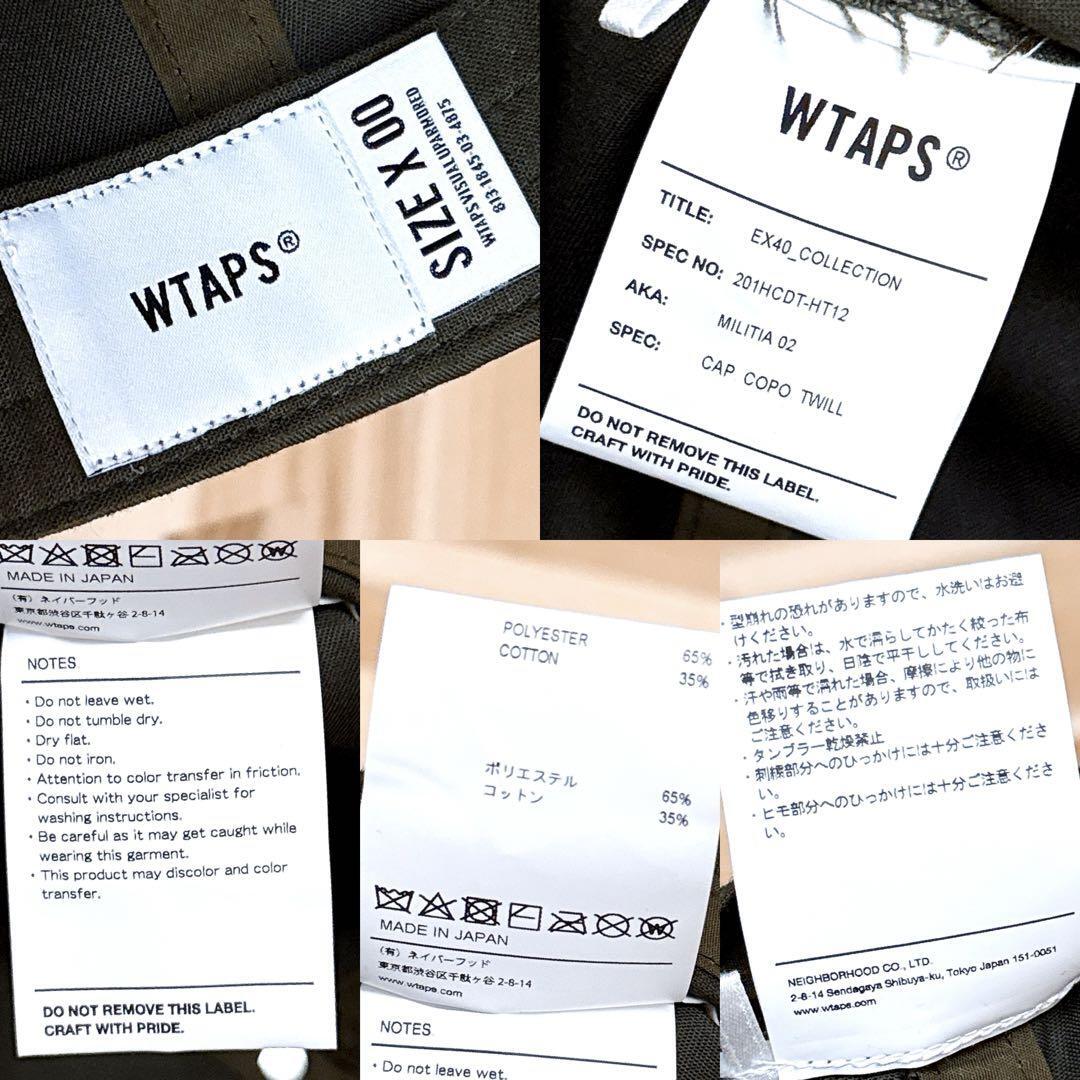 WTAPS®
SIZE X 00
WTAPS VISUAL UPARMORED
813 1845-03-4875
WTAPS®
TITLE: EX40_COLLECTION
SPEC NO: 201HCDT-HT12
AKA: MILITIA 02
SPEC: CAP COPO TWILL
DO NOT REMOVE THIS LABEL.
CRAFT WITH PRIDE.
MADE IN JAPAN
(有)ネイバーフッド
東京都渋谷区千駄ヶ谷2-8-14
www.wtaps.com
NOTES
・Do not leave wet.
・Do not tumble dry.
・Dry flat.
・Do not iron.
・Attention to color transfer in friction.
・Consult with your specialist for
washing instructions.
・Be careful as it may get caught while
wearing this garment.
・This product may discolor and color
transfer.
DO NOT REMOVE THIS LABEL.
CRAFT WITH PRIDE.
POLYESTER 65%
COTTON 35%
ポリエステル 65%
コットン 35%
MADE IN JAPAN
(有)ネイバーフッド
東京都渋谷区千駄ヶ谷2-8-14
www.wtaps.com
NOTES
・Do not leave wet.
・型崩れの恐れがありますので、水洗いはお避
けください。
・汚れた場合は、水で濡らしてかたく絞った布
等で拭き取り、日陰で平干ししてください。
・汗や雨等で濡れた場合、摩擦により他の物に
色移りすることがありますので、取扱いには
ご注意ください。
・タンブラー乾燥禁止
・刺繍部分へのひっかけには十分ご注意くださ
い。
・ヒモ部分へのひっかけには十分ご注意くださ
い。
NEIGHBORHOOD CO., LTD.
2-8-14 Sendagaya Shibuya-ku, Tokyo Japan 151-0051
www.wtaps.com